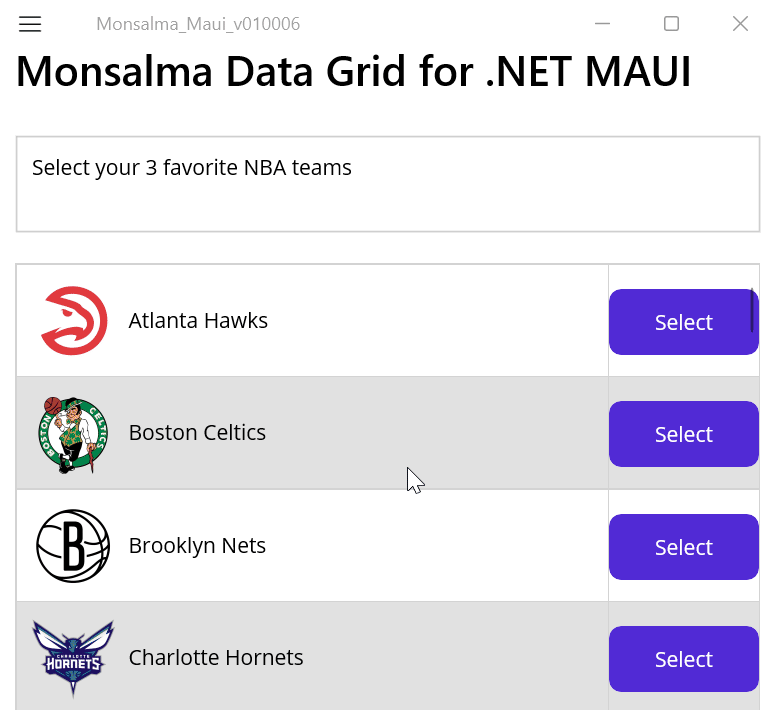 Monsalma_Maui_v010006
Monsalma Data Grid for .NET MAUI
Select your 3 favorite NBA teams
Atlanta Hawks
Select
BOSTON CELTICS
Boston Celtics
Select
B
Brooklyn Nets
Select
CHARLOTTE
HORNETS
Charlotte Hornets
Select